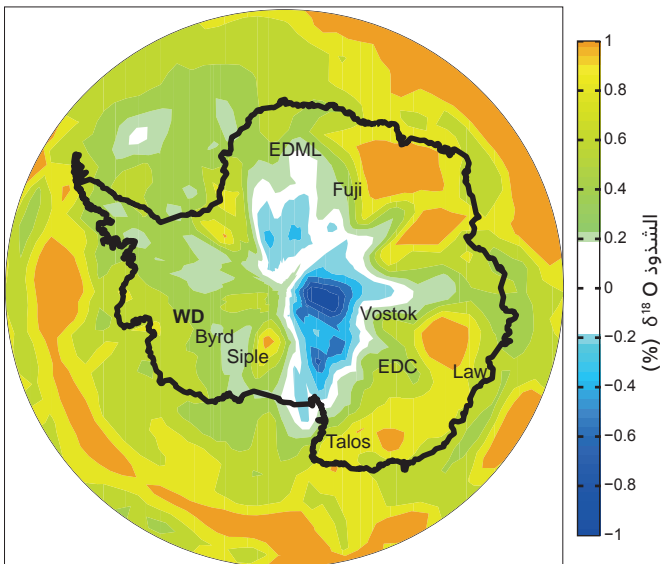 EDML
Fuji
WD
Byrd
Siple
Vostok
EDC
Law
Talos
1
0.8
0.6
0.4
0.2
0
−0.2
−0.4
−0.6
−0.8
−1
الشذوذ δ¹⁸ O (%)